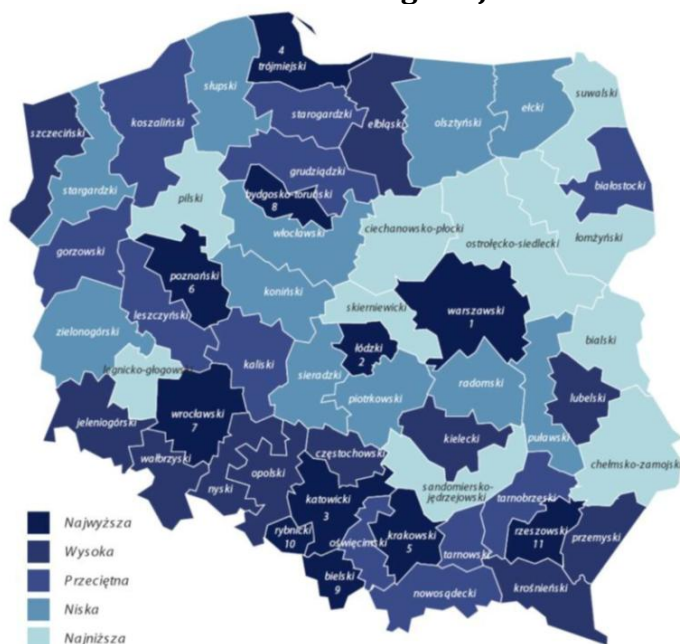 4
trójmiejski
słupski
koszaliński
starogardzki
elbląski
olsztyński
ełcki
suwalski
szczeciński
stargardzki
grudziądzki
białostocki
pilski
bydgosko-toruński
8
włocławski
ciechanowsko-płocki
ostrołęcko-siedlecki
łomżyński
gorzowski
poznański
6
koniński
leszczyński
skierniewicki
warszawski
1
zielonogórski
łódzki
2
bialski
legnicko-głogowski
kaliski
sieradzki
piotrkowski
radomski
lubelski
wrocławski
7
jeleniogórski
kielecki
puławski
wałbrzyski
częstochowski
chełmsko-zamojski
opolski
nyski
sandomiersko-
jędrzejowski
tarnobrzeski
katowicki
3
rybnicki
10
oświęcimski
krakowski
5
tarnowski
rzeszowski
11
przemyski
bielski
9
nowosądecki
krośnieński
Najwyższa
Wysoka
Przeciętna
Niska
Najniższa